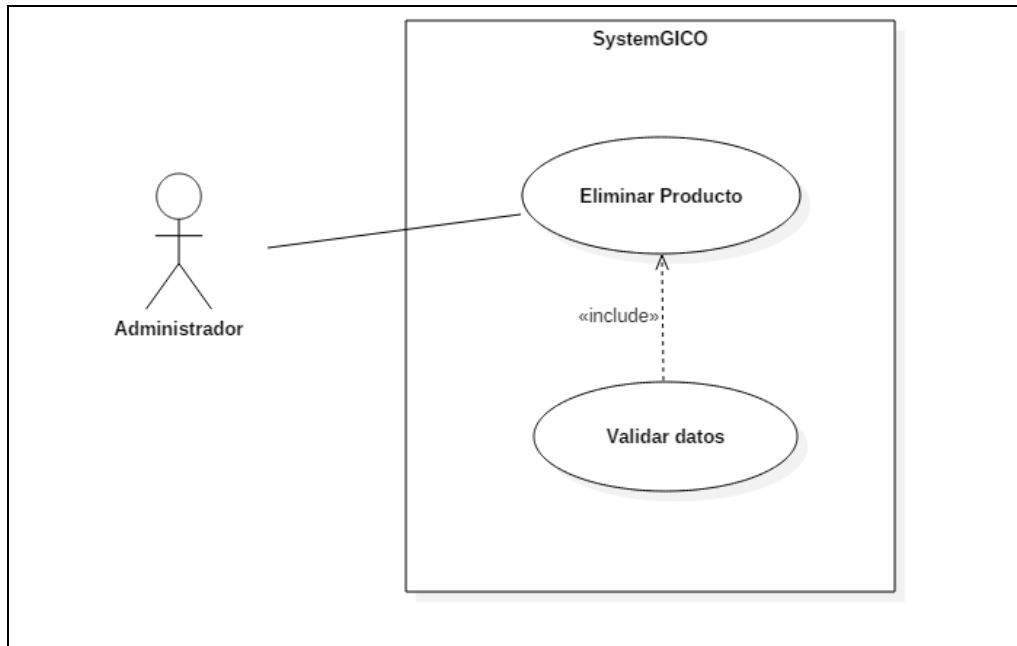 SystemGICO
Eliminar Producto
«include»
Administrador
Validar datos